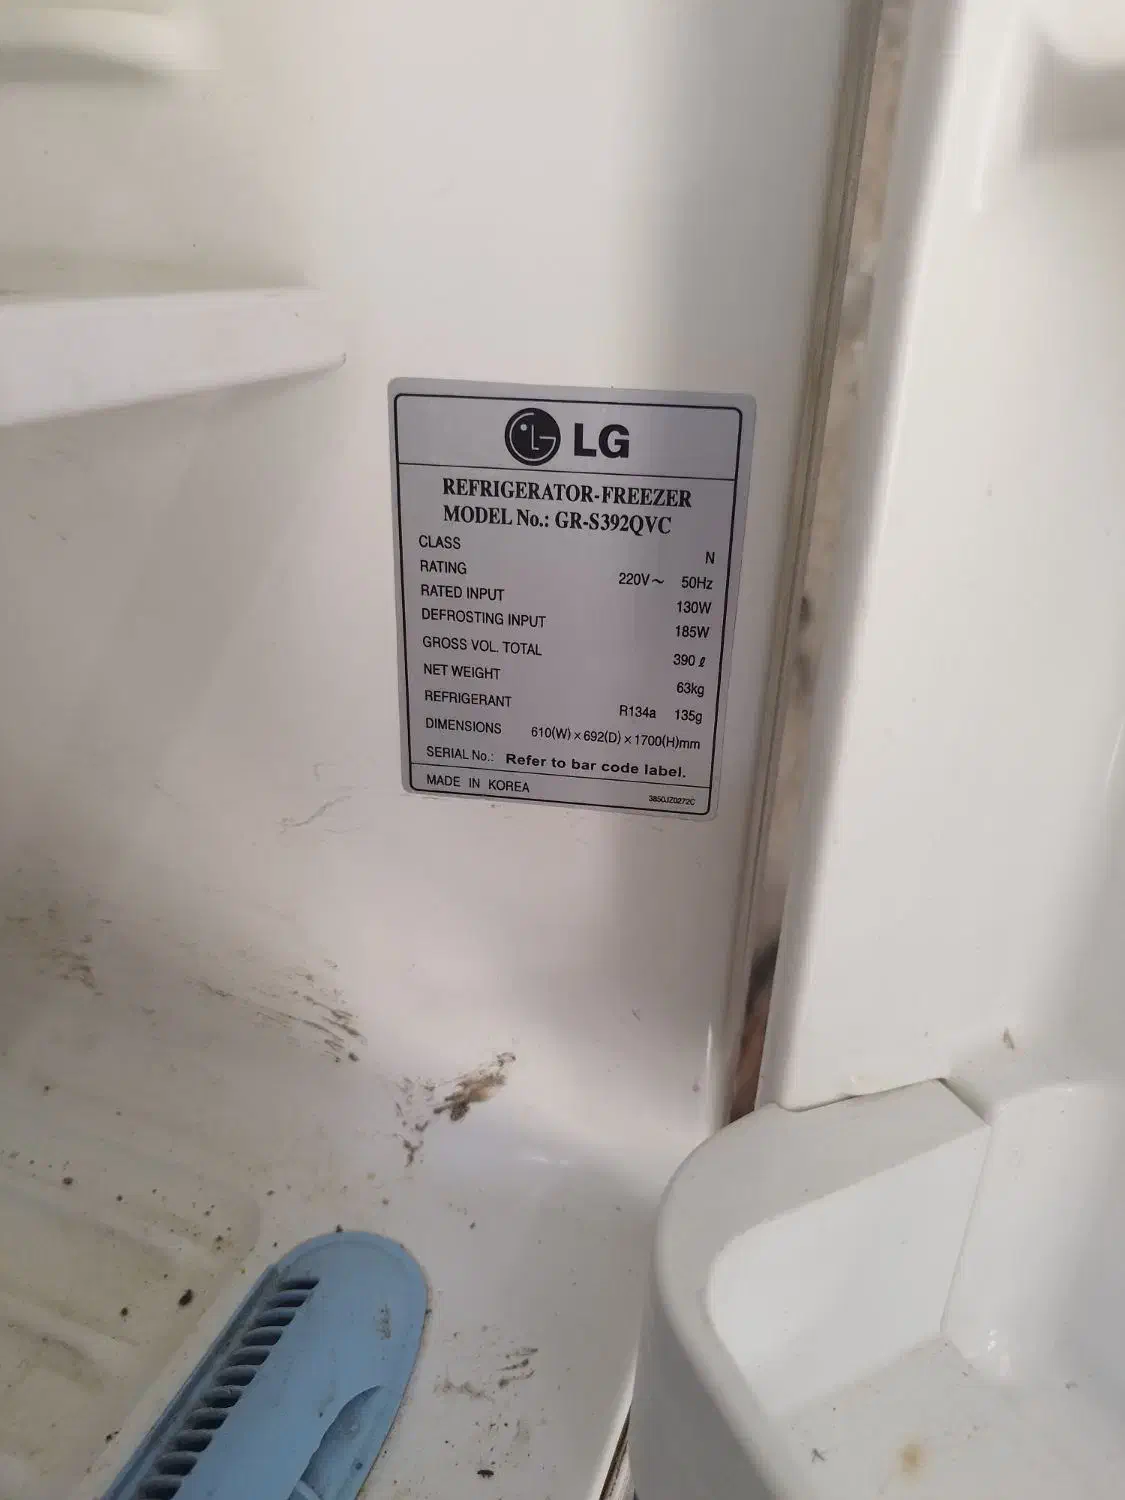 LG
REFRIGERATOR-FREEZER
MODEL No.: GR-S392QVC
CLASS N
RATING 220V~ 50Hz
RATED INPUT 130W
DEFROSTING INPUT 185W
GROSS VOL. TOTAL 390 ℓ
NET WEIGHT 63kg
REFRIGERANT R134a 135g
DIMENSIONS 610(W) × 692(D) × 1700(H)mm
SERIAL No.: Refer to bar code label.
MADE IN KOREA 3850JZ0272C